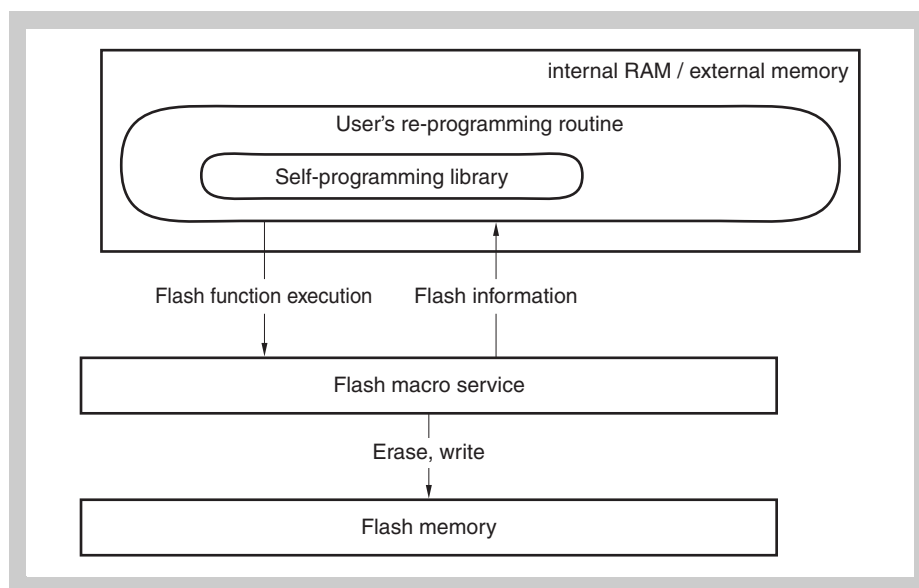 internal RAM / external memory
User's re-programming routine
Self-programming library
Flash function execution
Flash information
Flash macro service
Erase, write
Flash memory